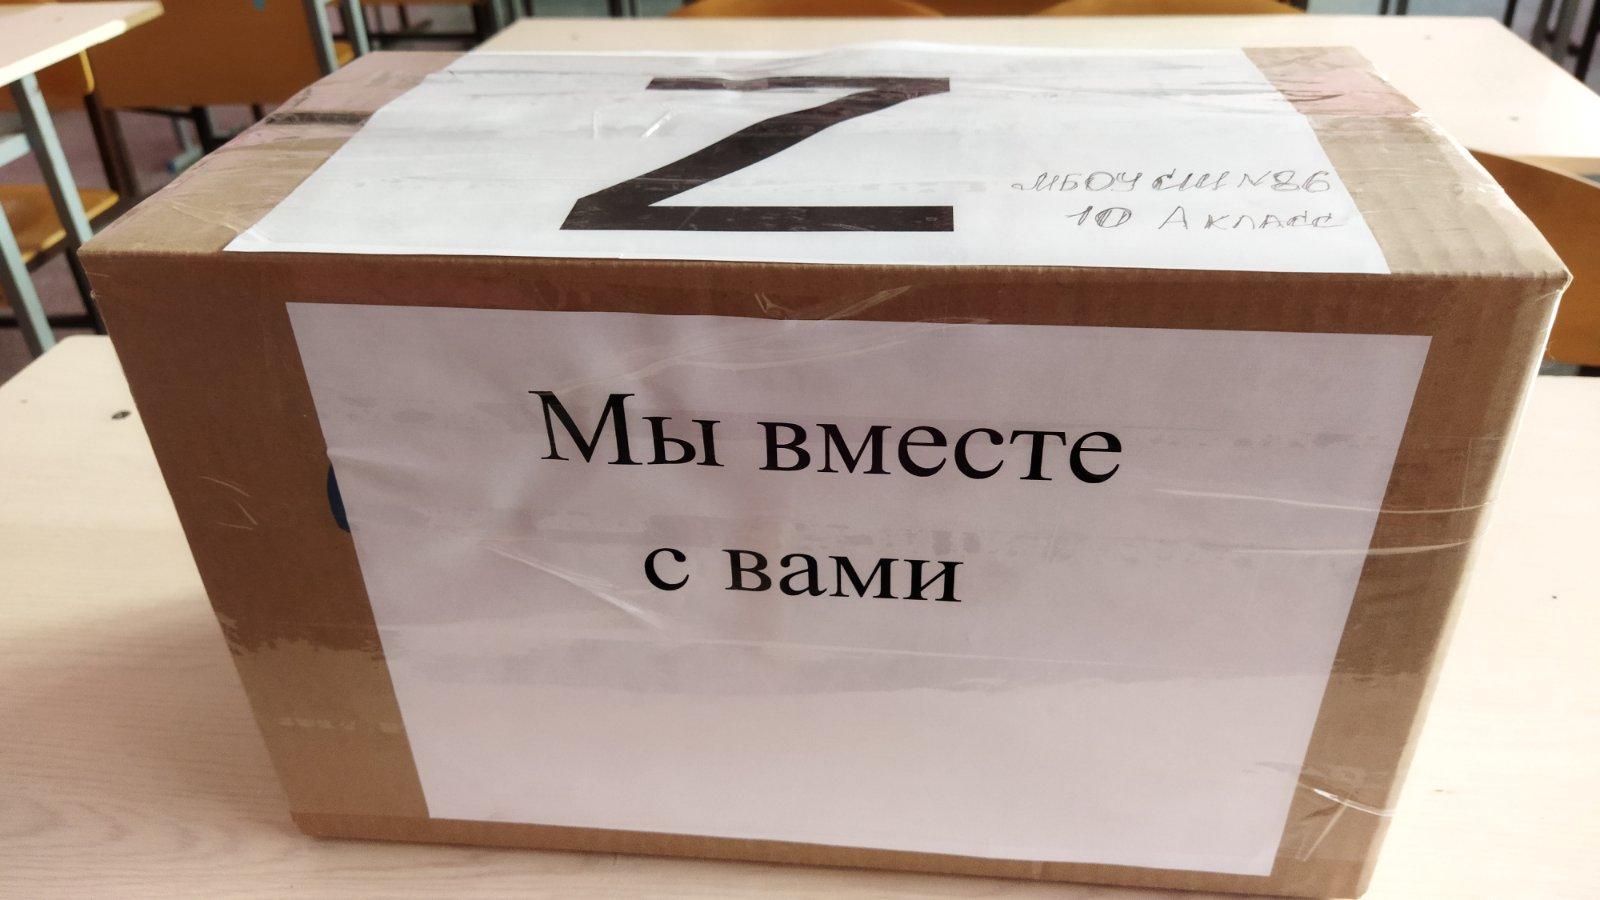 Z
МБОУ СШ №86
10 А класс
Мы вместе
с вами